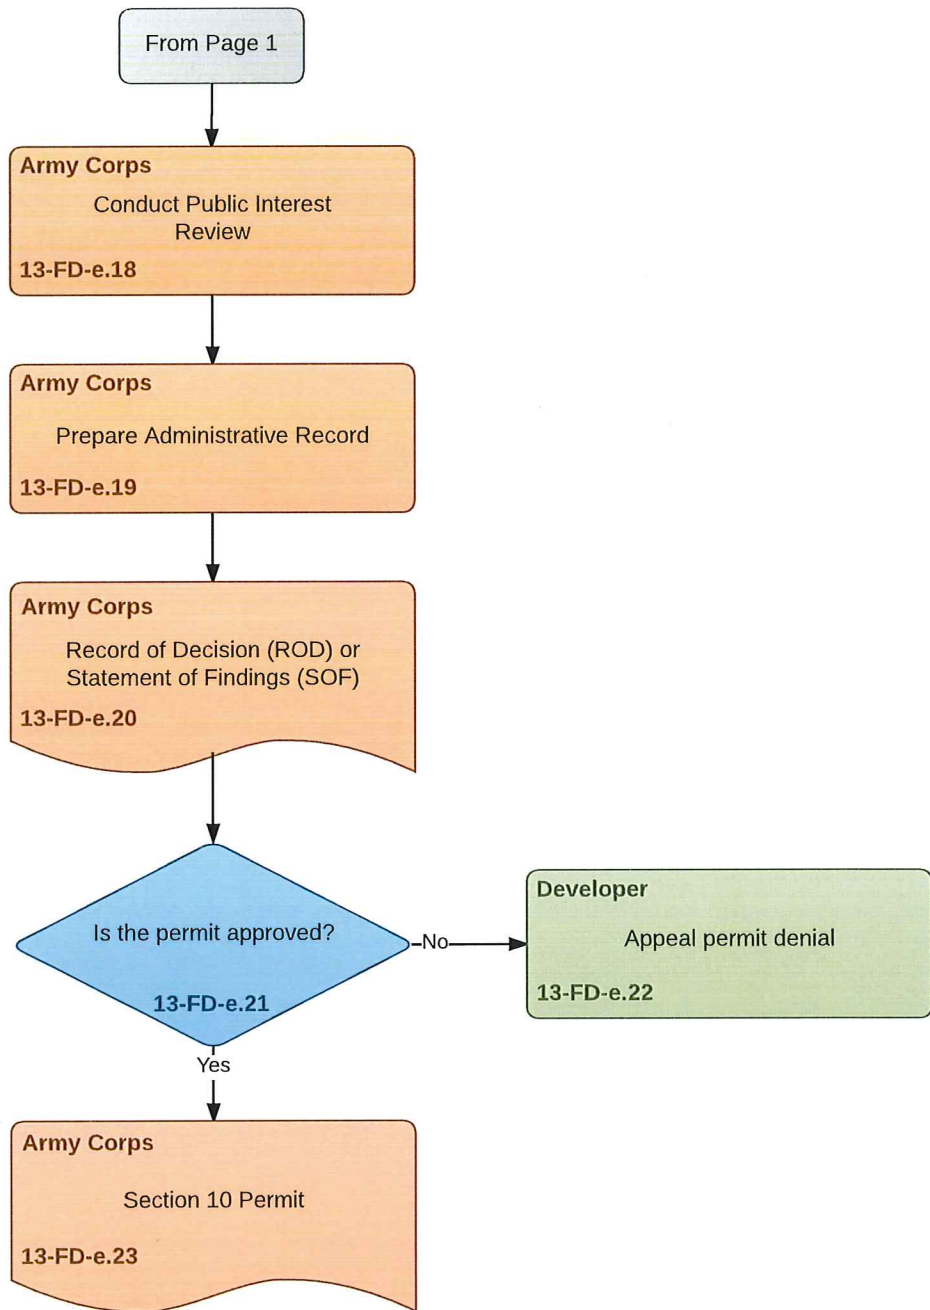 From Page 1
Army Corps
Conduct Public Interest
Review
13-FD-e.18
Army Corps
Prepare Administrative Record
13-FD-e.19
Army Corps
Record of Decision (ROD) or
Statement of Findings (SOF)
13-FD-e.20
Is the permit approved?
13-FD-e.21
No
Developer
Appeal permit denial
13-FD-e.22
Yes
Army Corps
Section 10 Permit
13-FD-e.23